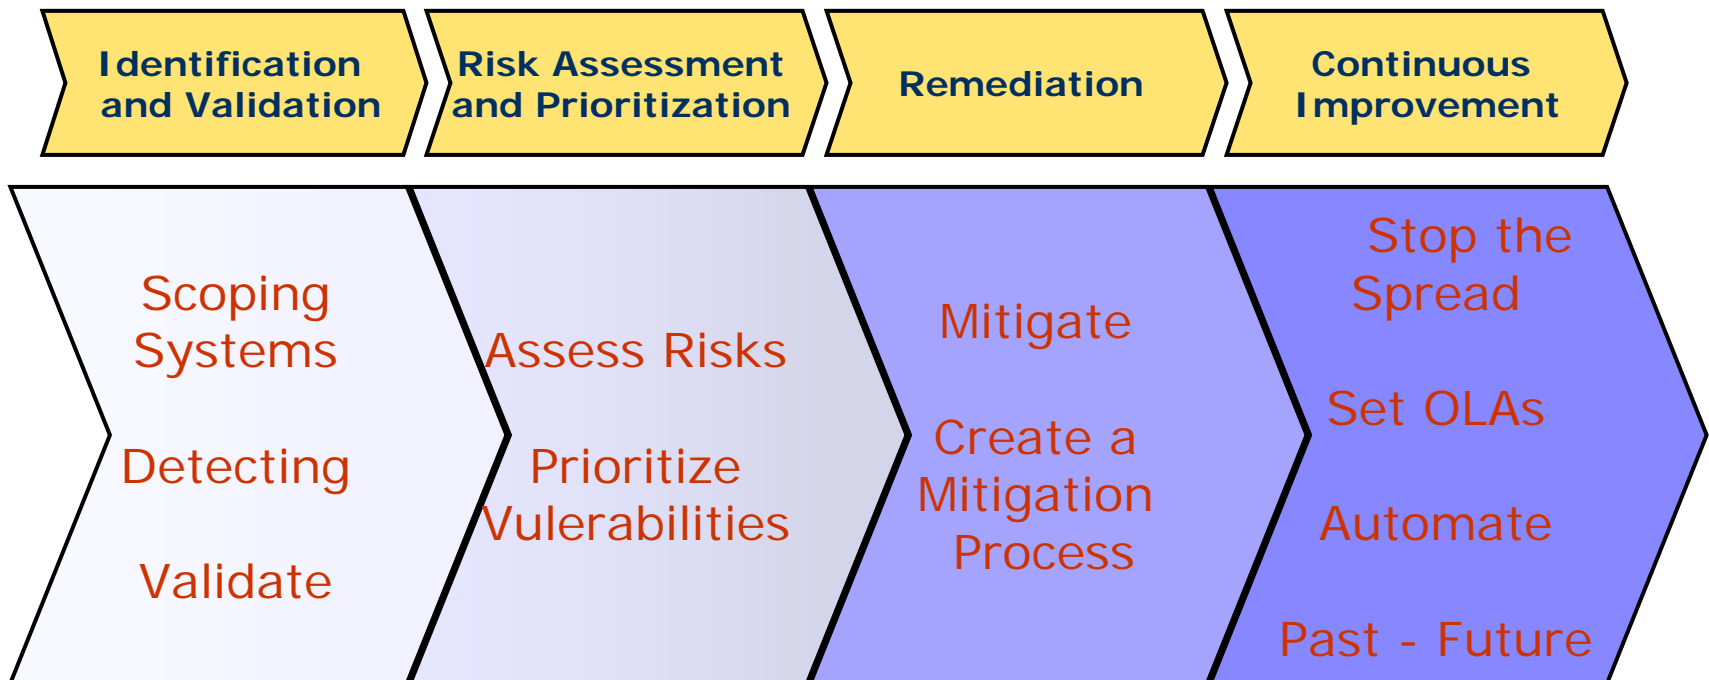 Identification
and Validation
Risk Assessment
and Prioritization
Remediation
Continuous
Improvement
Scoping
Systems
Detecting
Validate
Assess Risks
Prioritize
Vulerabilities
Mitigate
Create a
Mitigation
Process
Stop the
Spread
Set OLAs
Automate
Past - Future